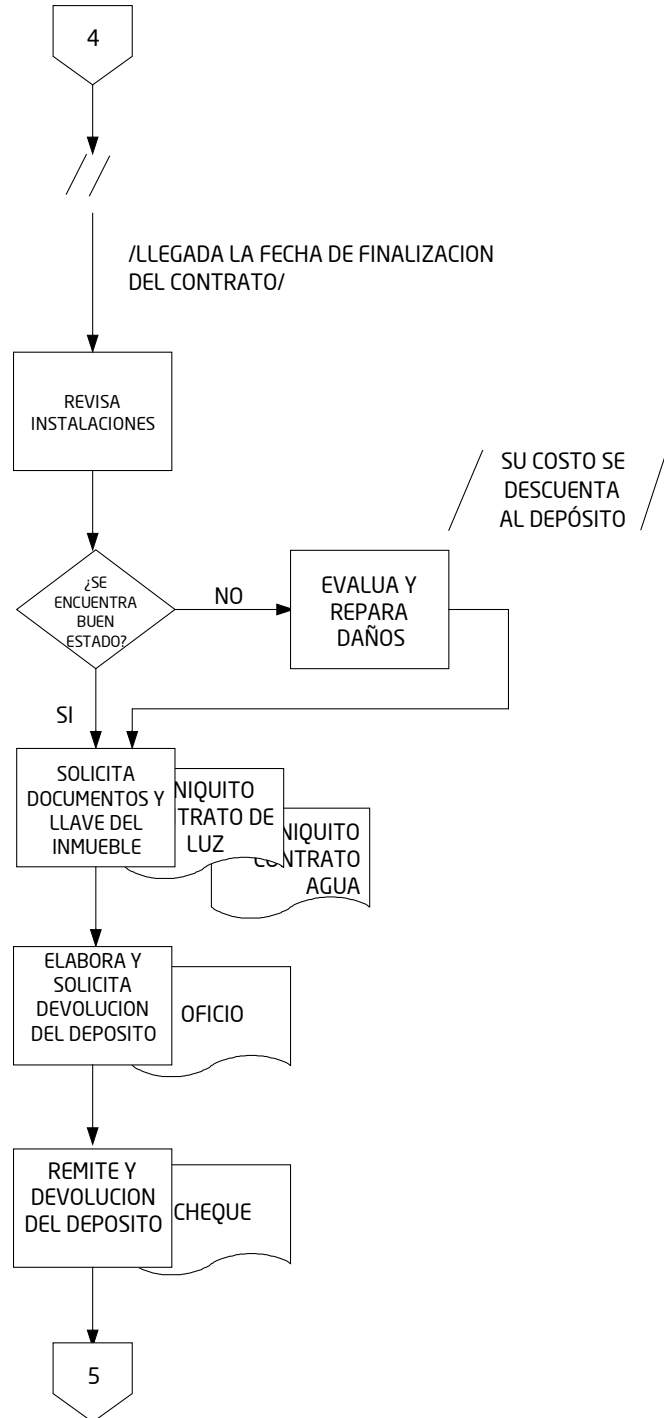 4
/LLEGADA LA FECHA DE FINALIZACION
DEL CONTRATO/
REVISA
INSTALACIONES
SU COSTO SE
DESCUENTA
AL DEPÓSITO
¿SE
ENCUENTRA
BUEN
ESTADO?
NO
EVALUA Y
REPARA
DAÑOS
SI
SOLICITA
DOCUMENTOS Y
LLAVE DEL
INMUEBLE
NIQUITO
TRATO DE
LUZ
NIQUITO
CONTRATO
AGUA
ELABORA Y
SOLICITA
DEVOLUCION
DEL DEPOSITO
OFICIO
REMITE Y
DEVOLUCION
DEL DEPOSITO
CHEQUE
5